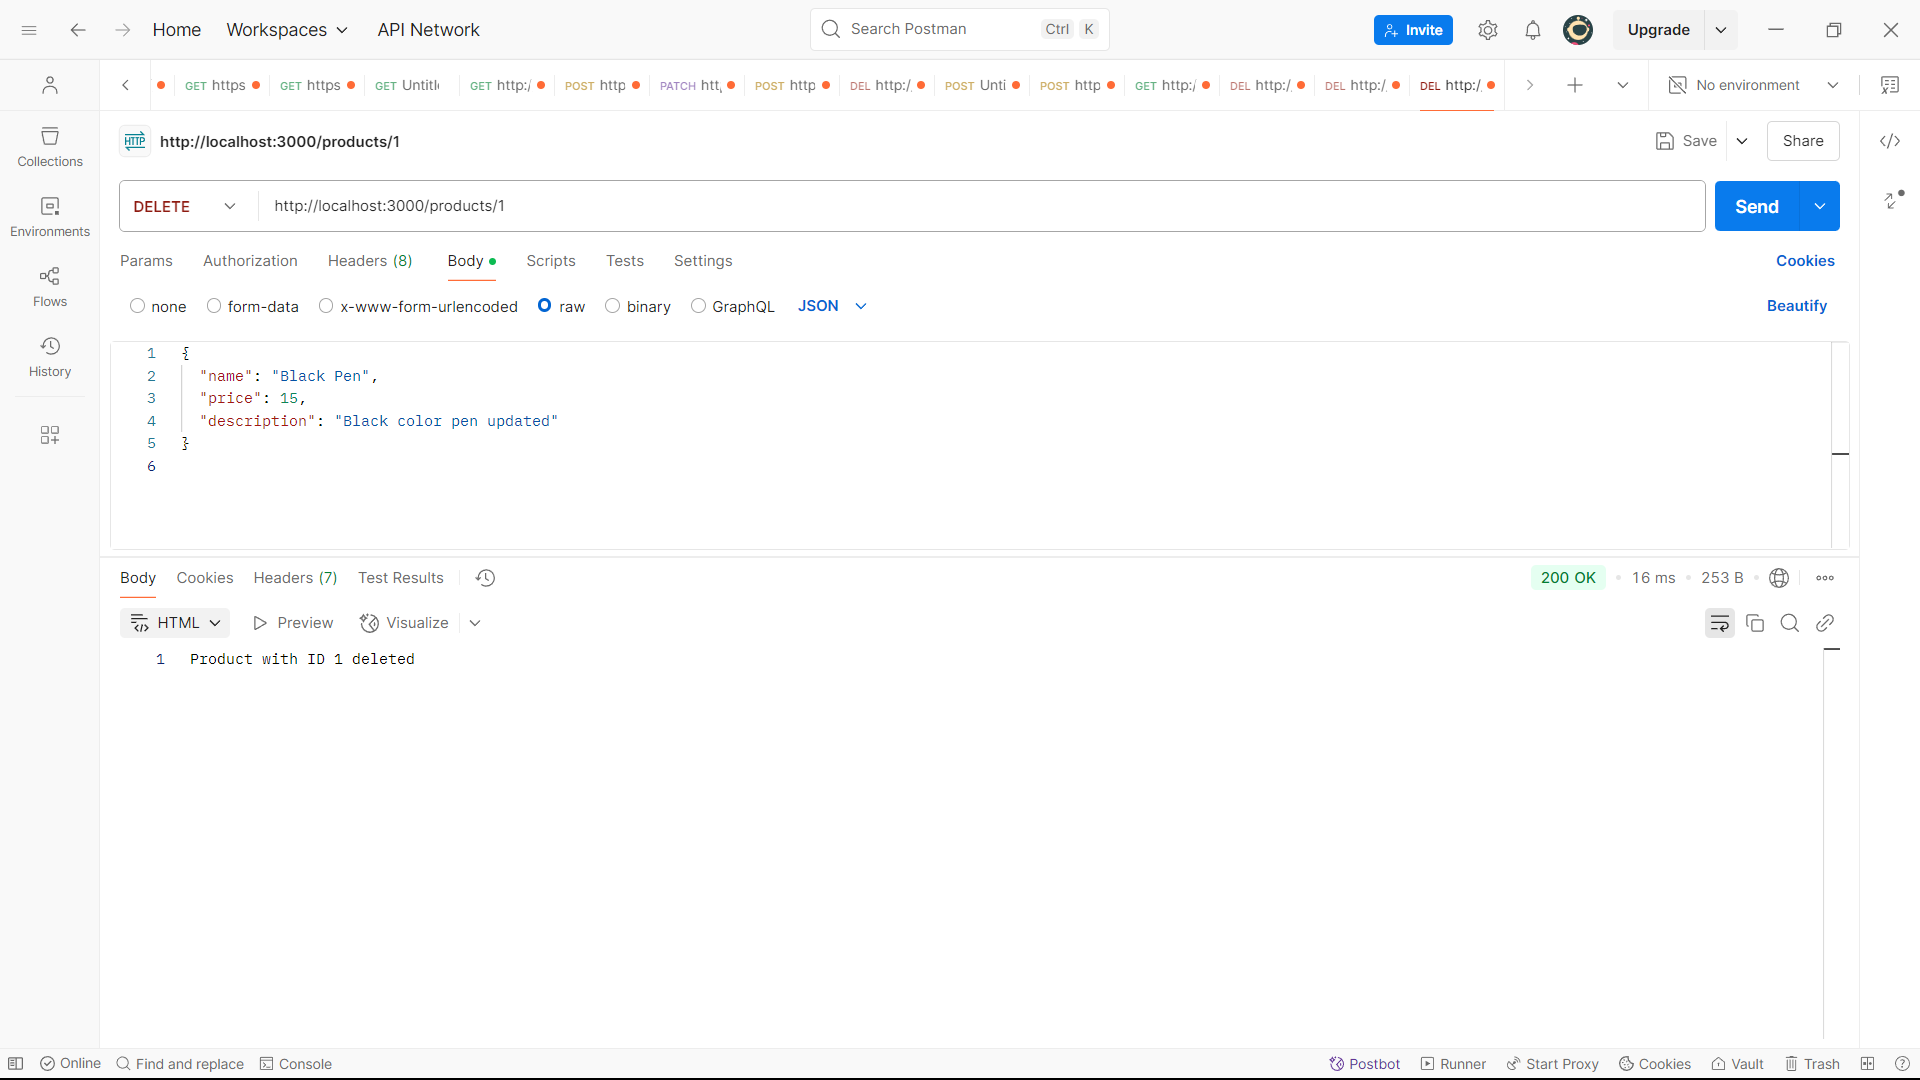 Home
Workspaces
API Network
Search Postman
Ctrl K
Invite
Upgrade
GET https
GET https
GET Untitl
GET http:/
POST http
PATCH htt
POST http
DEL http:/
POST Unti
POST http
GET http:/
DEL http:/
DEL http:/
DEL http:/
No environment
Collections
Environments
Flows
History
HTTP
http://localhost:3000/products/1
Save
Share
DELETE
http://localhost:3000/products/1
Send
Params
Authorization
Headers (8)
Body
Scripts
Tests
Settings
Cookies
none
form-data
x-www-form-urlencoded
raw
binary
GraphQL
JSON
Beautify
1 {
2 "name": "Black Pen",
3 "price": 15,
4 "description": "Black color pen updated"
5 }
6
Body
Cookies
Headers (7)
Test Results
200 OK
16 ms
253 B
HTML
Preview
Visualize
1 Product with ID 1 deleted
Online
Find and replace
Console
Postbot
Runner
Start Proxy
Cookies
Vault
Trash